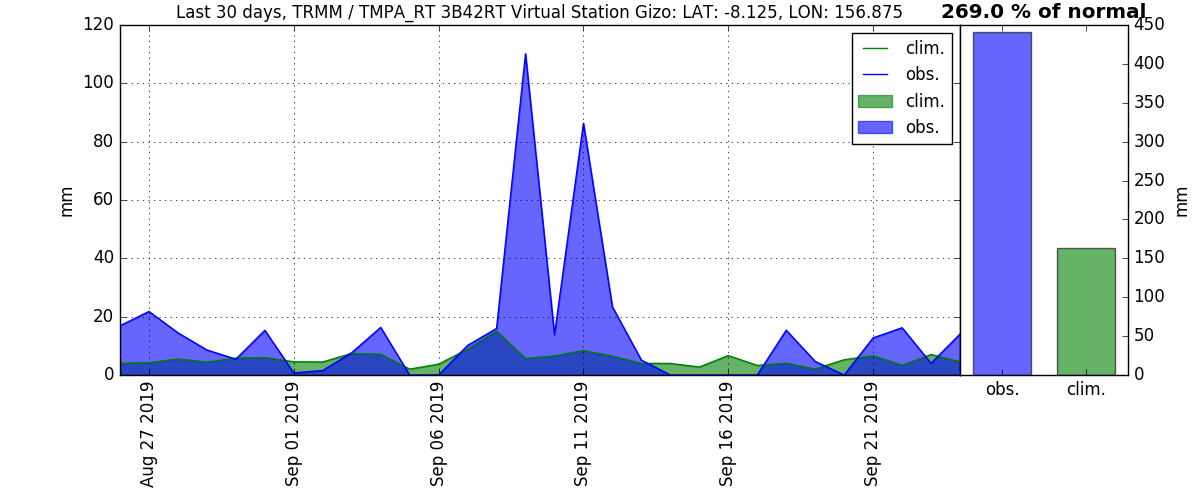 Last 30 days, TRMM / TMPA_RT 3B42RT Virtual Station Gizo: LAT: -8.125, LON: 156.875
269.0 % of normal
120
100
80
60
40
20
0
mm
clim.
obs.
clim.
obs.
Aug 27 2019
Sep 01 2019
Sep 06 2019
Sep 11 2019
Sep 16 2019
Sep 21 2019
450
400
350
300
250
200
150
100
50
0
mm
obs.
clim.